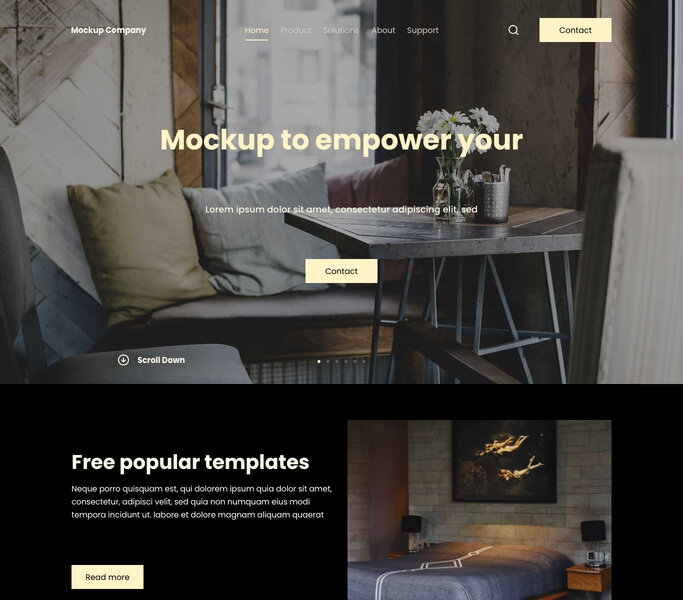 Mockup Company
Home
Product
Solutions
About
Support
Contact
Mockup to empower your
Lorem ipsum dolor sit amet, consectetur adipiscing elit, sed
Contact
Scroll Down
Free popular templates
Neque porro quisquam est, qui dolorem ipsum quia dolor sit amet,
consectetur, adipisci velit, sed quia non numquam eius modi
tempora incidunt ut. labore et dolore magnam aliquam quaerat
Read more